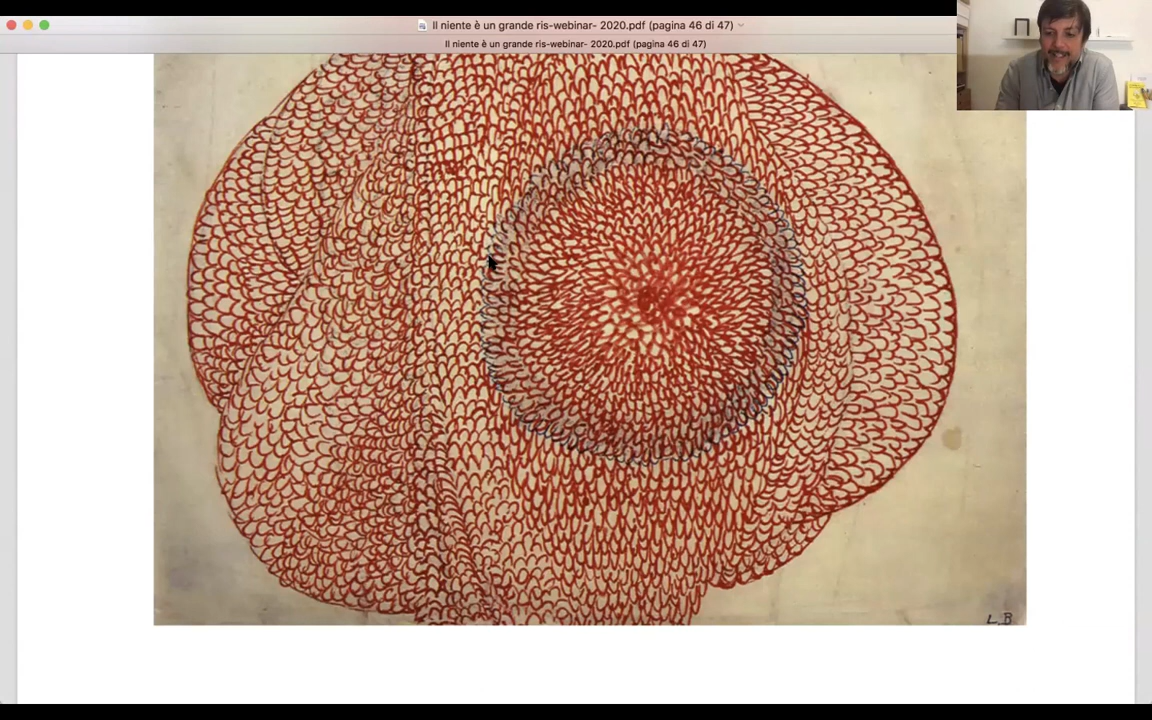 Il niente è un grande ris-webinar- 2020.pdf (pagina 46 di 47)
Il niente è un grande ris-webinar- 2020.pdf (pagina 46 di 47)
L.B